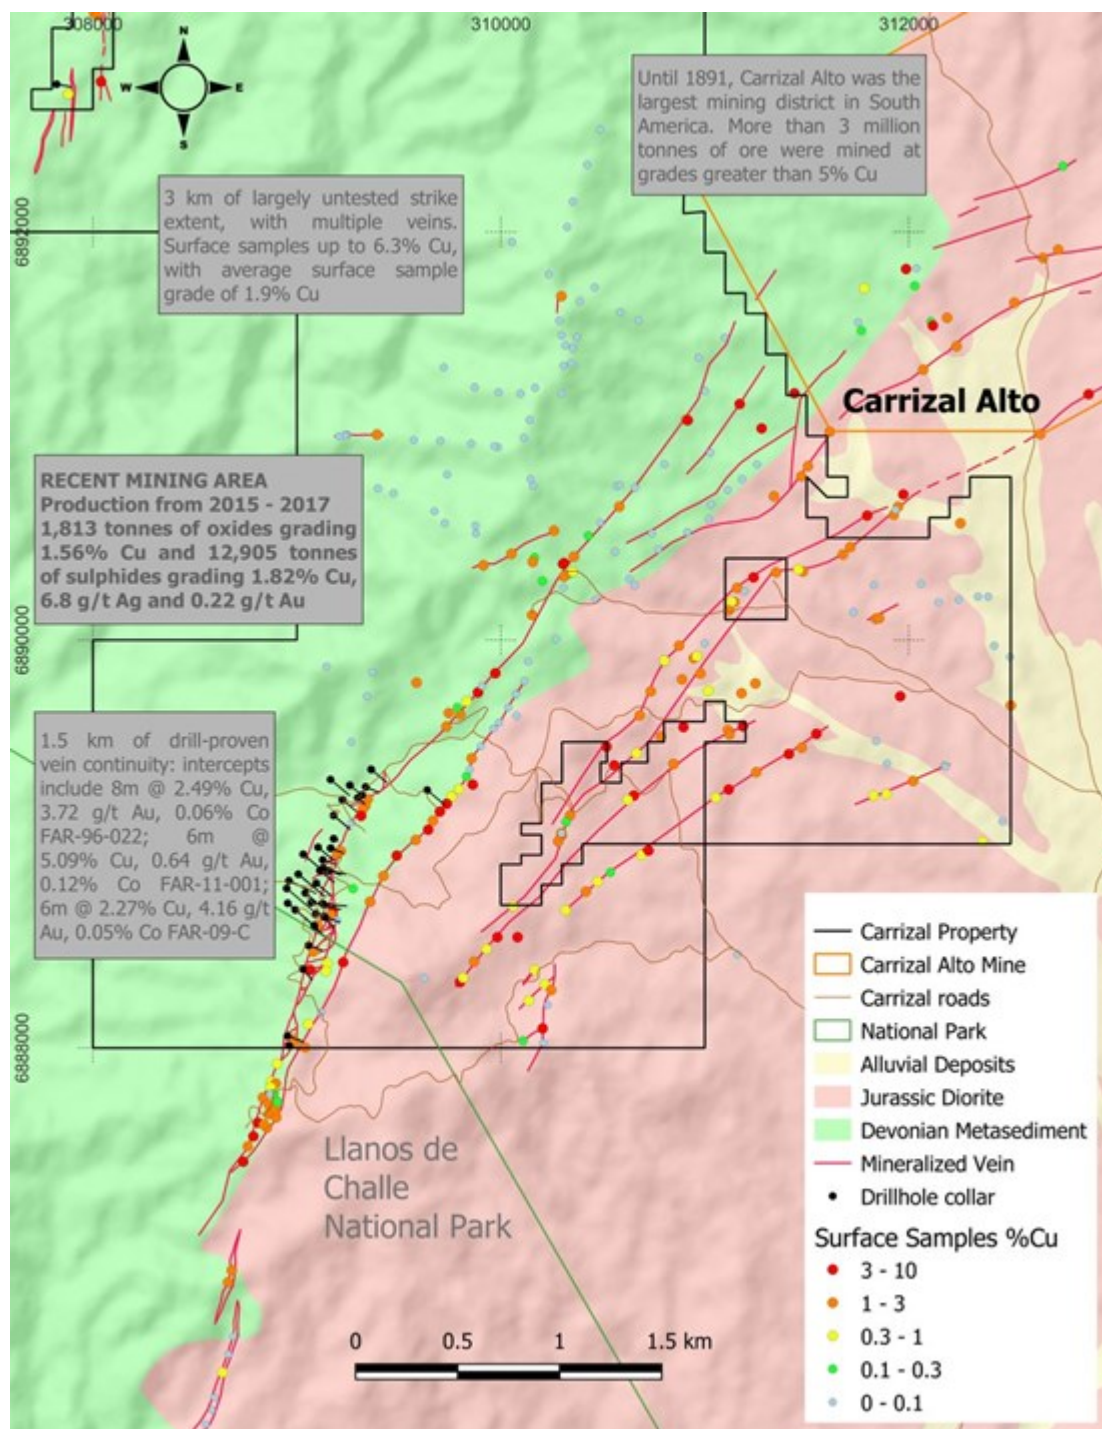 308000
310000
312000
N
W
E
S
Until 1891, Carrizal Alto was the
largest mining district in South
America. More than 3 million
tonnes of ore were mined at
grades greater than 5% Cu
3 km of largely untested strike
extent, with multiple veins.
Surface samples up to 6.3% Cu,
with average surface sample
grade of 1.9% Cu
6892000
Carrizal Alto
RECENT MINING AREA
Production from 2015 - 2017
1,813 tonnes of oxides grading
1.56% Cu and 12,905 tonnes
of sulphides grading 1.82% Cu,
6.8 g/t Ag and 0.22 g/t Au
6890000
1.5 km of drill-proven
vein continuity: intercepts
include 8m @ 2.49% Cu,
3.72 g/t Au, 0.06% Co
FAR-96-022; 6m @
5.09% Cu, 0.64 g/t Au,
0.12% Co FAR-11-001;
6m @ 2.27% Cu, 4.16 g/t
Au, 0.05% Co FAR-09-C
6888000
Llanos de
Challe
National Park
0 0.5 1 1.5 km
Carrizal Property
Carrizal Alto Mine
Carrizal roads
National Park
Alluvial Deposits
Jurassic Diorite
Devonian Metasediment
Mineralized Vein
Drillhole collar
Surface Samples %Cu
3 - 10
1 - 3
0.3 - 1
0.1 - 0.3
0 - 0.1